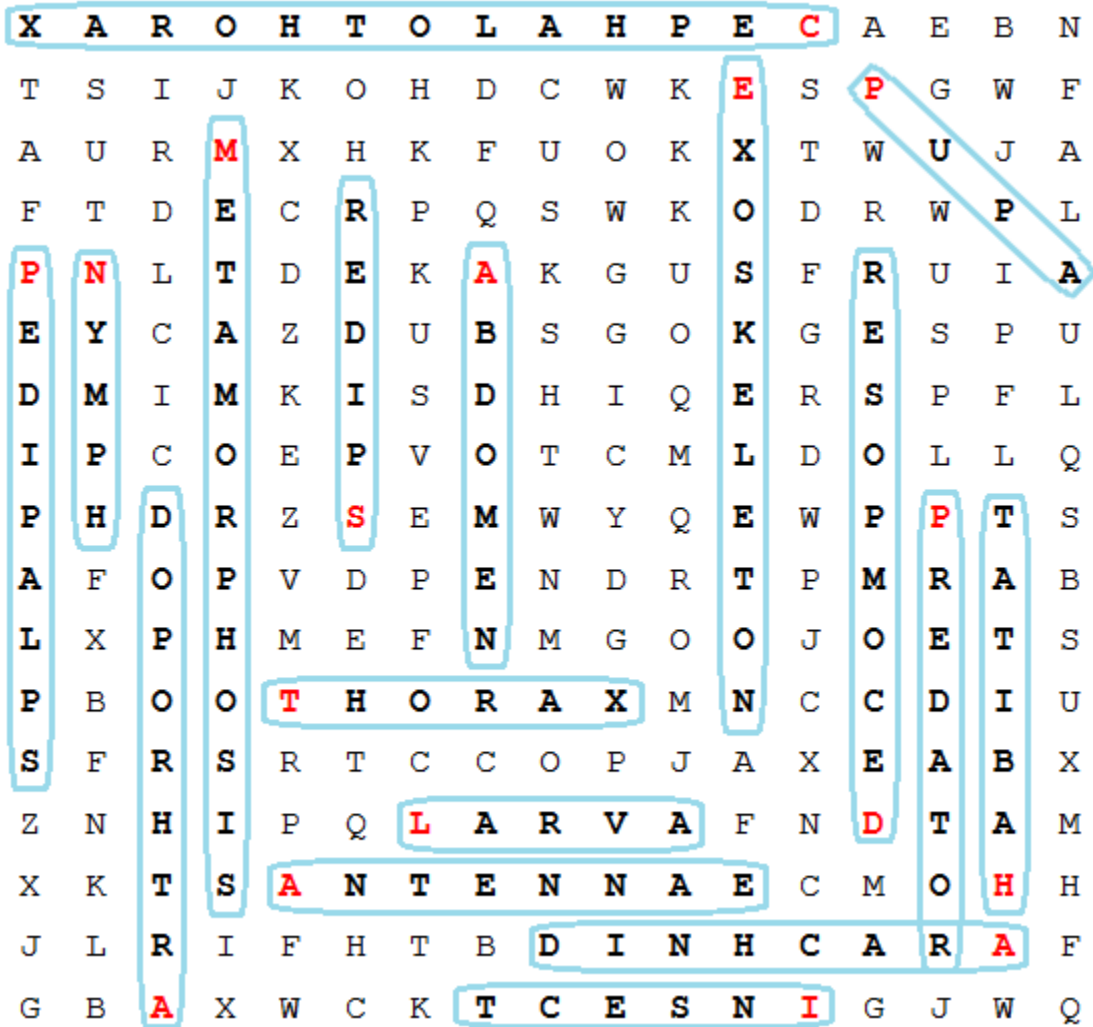 X A R O H T O L A H P E C A E B N
T S I J K O H D C W K E S P G W F
A U R M X H K F U O K X T W U J A
F T D E C R P Q S W K O D R W P L
P N L T D E K A K G U S F R U I A
E Y C A Z D U B S G O K G E S P U
D M I M K I S D H I Q E R S P F L
I P C O E P V O T C M L D O L L Q
P H D R Z S E M W Y Q E W P P T S
A F O P V D P E N D R T P M R A B
L X P H M E F N M G O O J O E T S
P B O O T H O R A X M N C C D I U
S F R S R T C C O P J A X E A B X
Z N H I P Q L A R V A F N D T A M
X K T S A N T E N N A E C M O H H
J L R I F H T B D I N H C A R A F
G B A X W C K T C E S N I G J W Q